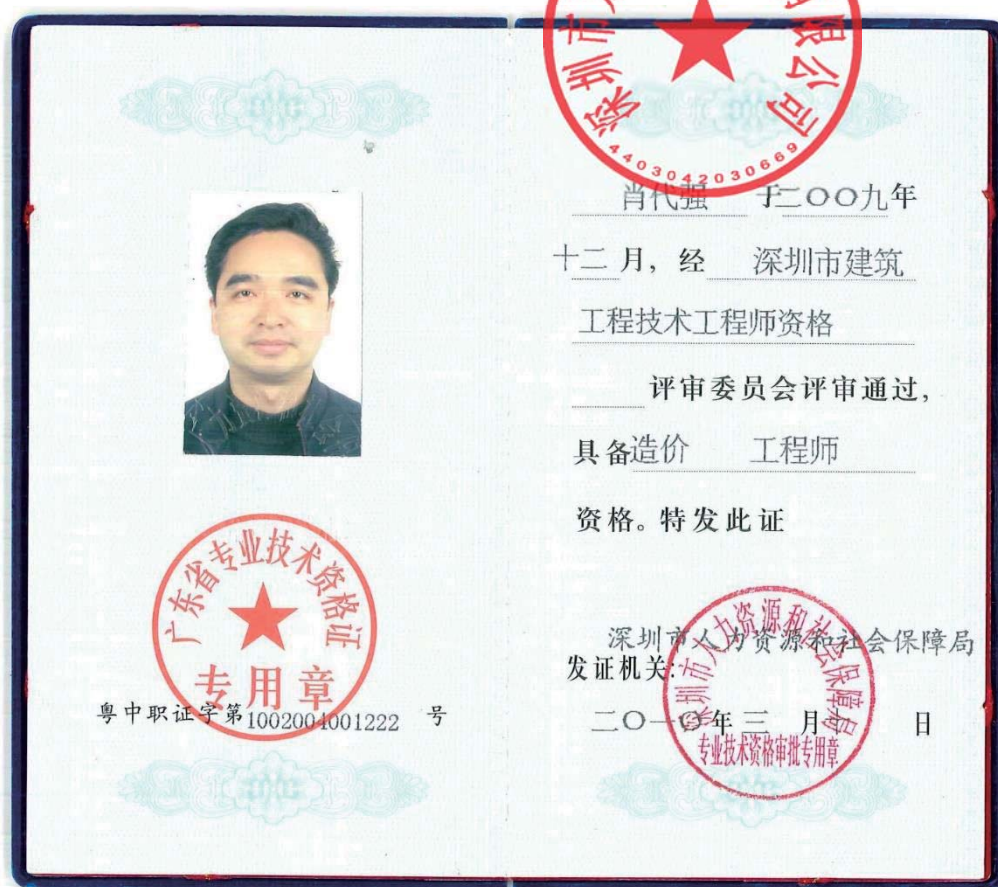 广东省专业技术资格证
专用章
粤中职证字第1002004001222 号
限公司
深圳市人
4403042030669
肖代强 于二〇〇九年
十二月，经 深圳市建筑
工程技术工程师资格
评审委员会评审通过，
具备造价 工程师
资格。特发此证
深圳市人力资源和社会保障局
发证机关：
二〇一〇年三 月 日
深圳市人力资源和社会保障局
专业技术资格审批专用章